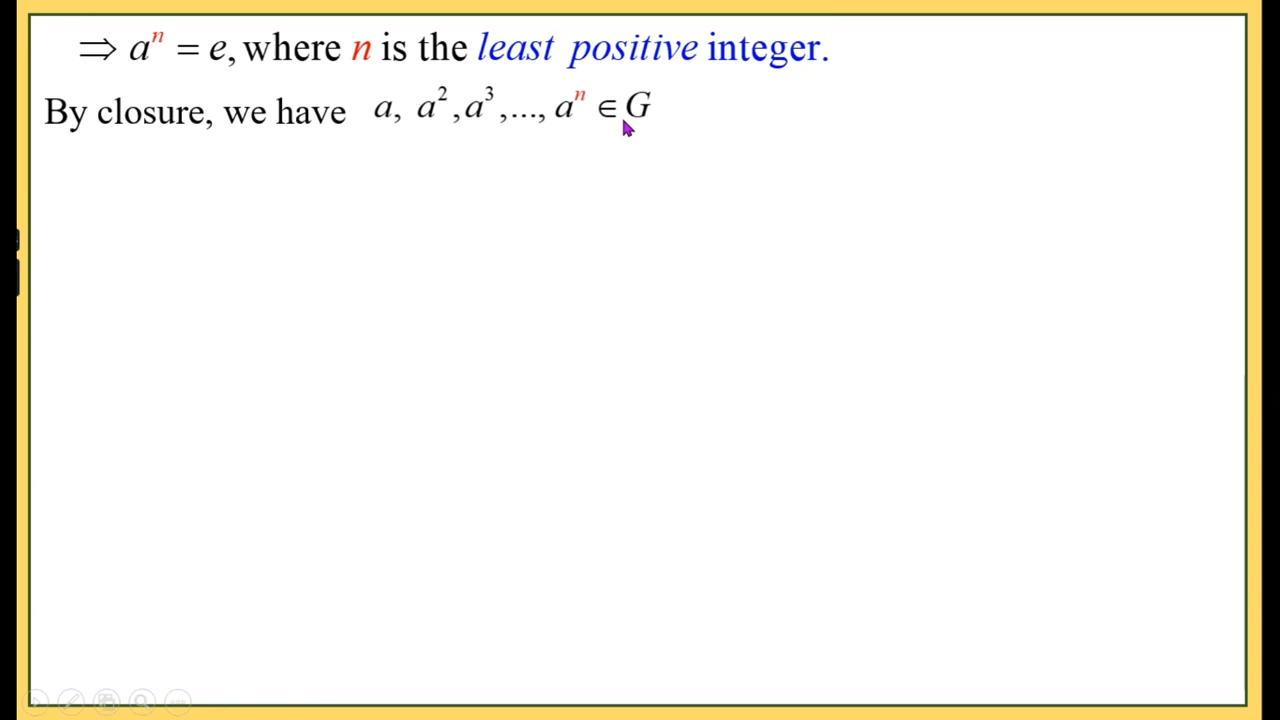 ⇒ aⁿ = e, where n is the least positive integer.
By closure, we have a, a², a³, ..., aⁿ ∈ G